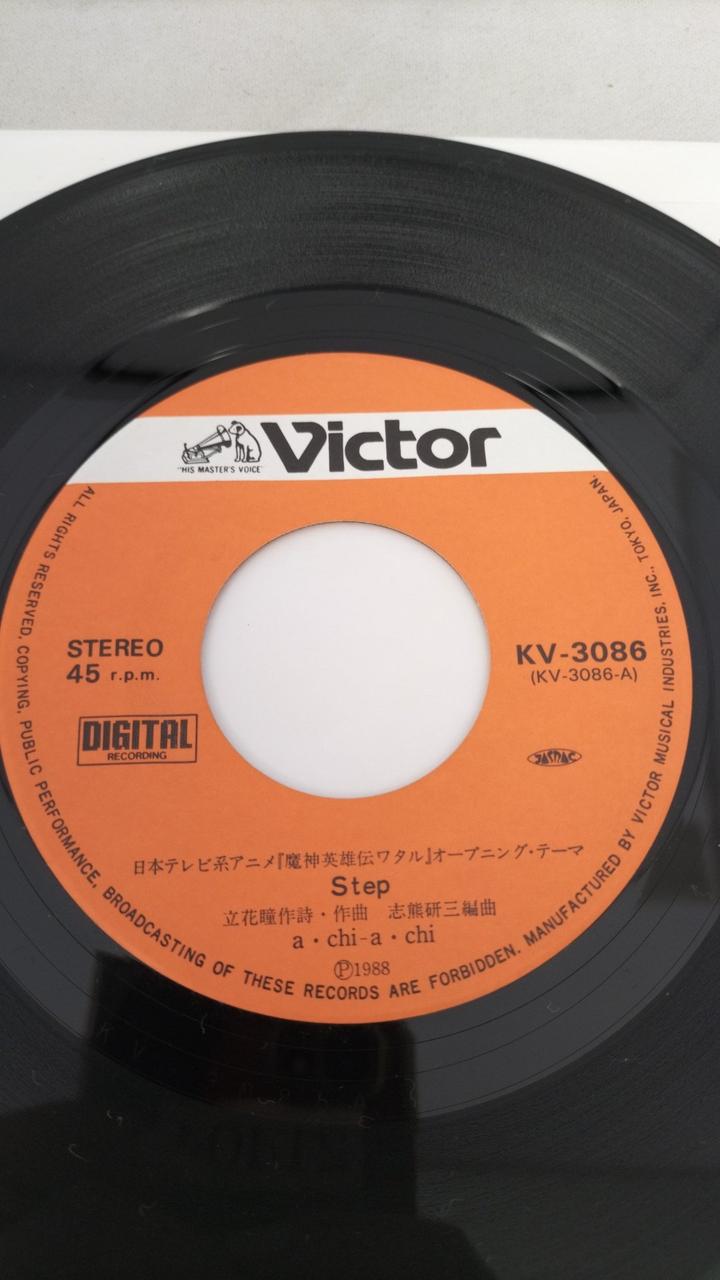 "HIS MASTER'S VOICE"
Victor
STEREO
45 r.p.m.
DIGITAL
RECORDING
KV-3086
(KV-3086-A)
JASRAC
日本テレビ系アニメ『魔神英雄伝ワタル』オープニング・テーマ
Step
立花瞳作詩・作曲 志熊研三編曲
a・chi-a・chi
Ⓟ1988
ALL RIGHTS RESERVED, COPYING, PUBLIC PERFORMANCE, BROADCASTING OF THESE RECORDS ARE FORBIDDEN. MANUFACTURED BY VICTOR MUSICAL INDUSTRIES, INC., TOKYO, JAPAN.